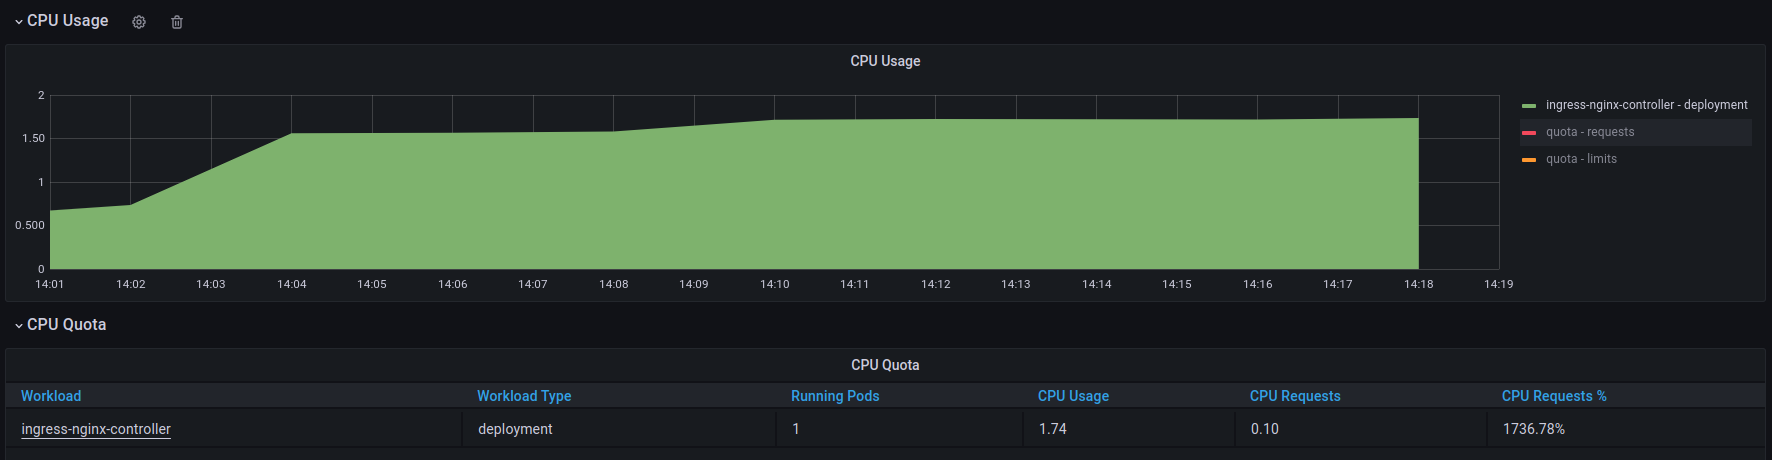 CPU Usage
CPU Usage
2
1.50
1
0.500
0
14:01 14:02 14:03 14:04 14:05 14:06 14:07 14:08 14:09 14:10 14:11 14:12 14:13 14:14 14:15 14:16 14:17 14:18 14:19
ingress-nginx-controller - deployment
quota - requests
quota - limits
CPU Quota
CPU Quota
Workload Workload Type Running Pods CPU Usage CPU Requests CPU Requests %
ingress-nginx-controller deployment 1 1.74 0.10 1736.78%